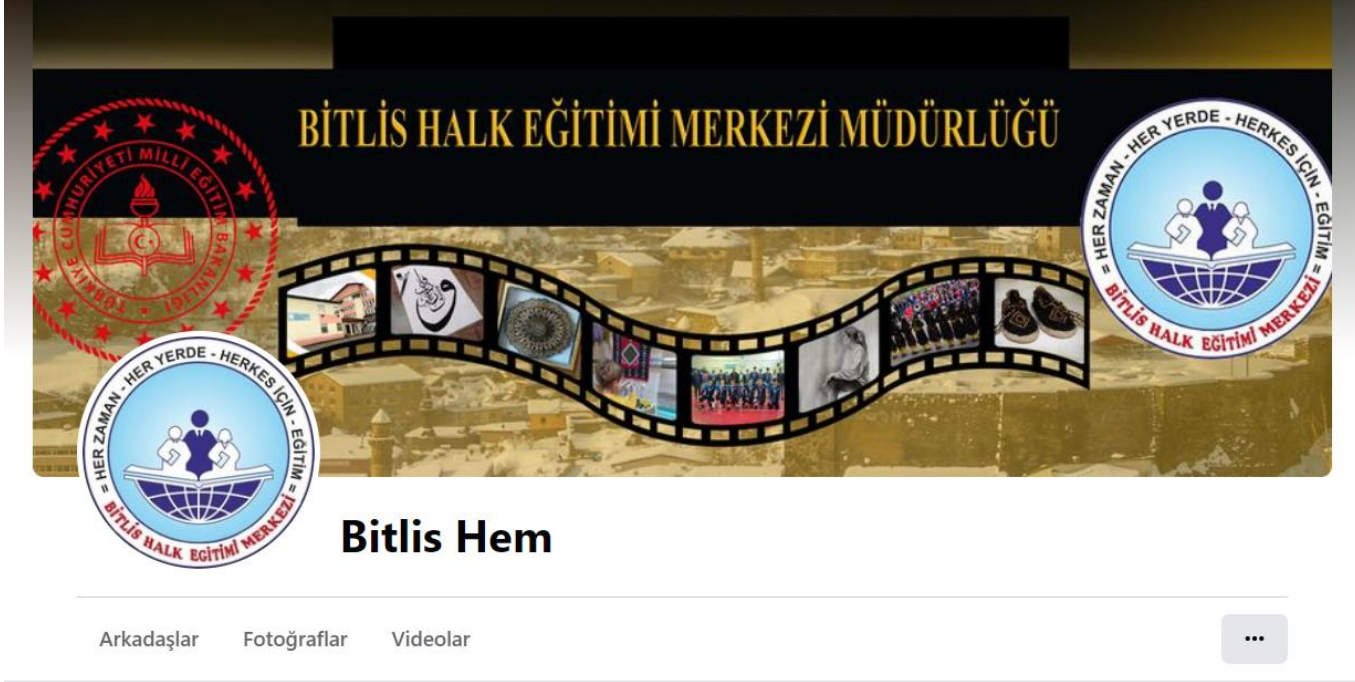 BİTLİS HALK EĞİTİMİ MERKEZİ MÜDÜRLÜĞÜ
TÜRKİYE CUMHURİYETİ MİLLİ EĞİTİM BAKANLIĞI
= HER ZAMAN - HER YERDE - HERKES İÇİN - EĞİTİM =
BİTLİS HALK EĞİTİMİ MERKEZİ
= HER ZAMAN - HER YERDE - HERKES İÇİN - EĞİTİM =
BİTLİS HALK EĞİTİMİ MERKEZİ
Bitlis Hem
Arkadaşlar Fotoğraflar Videolar